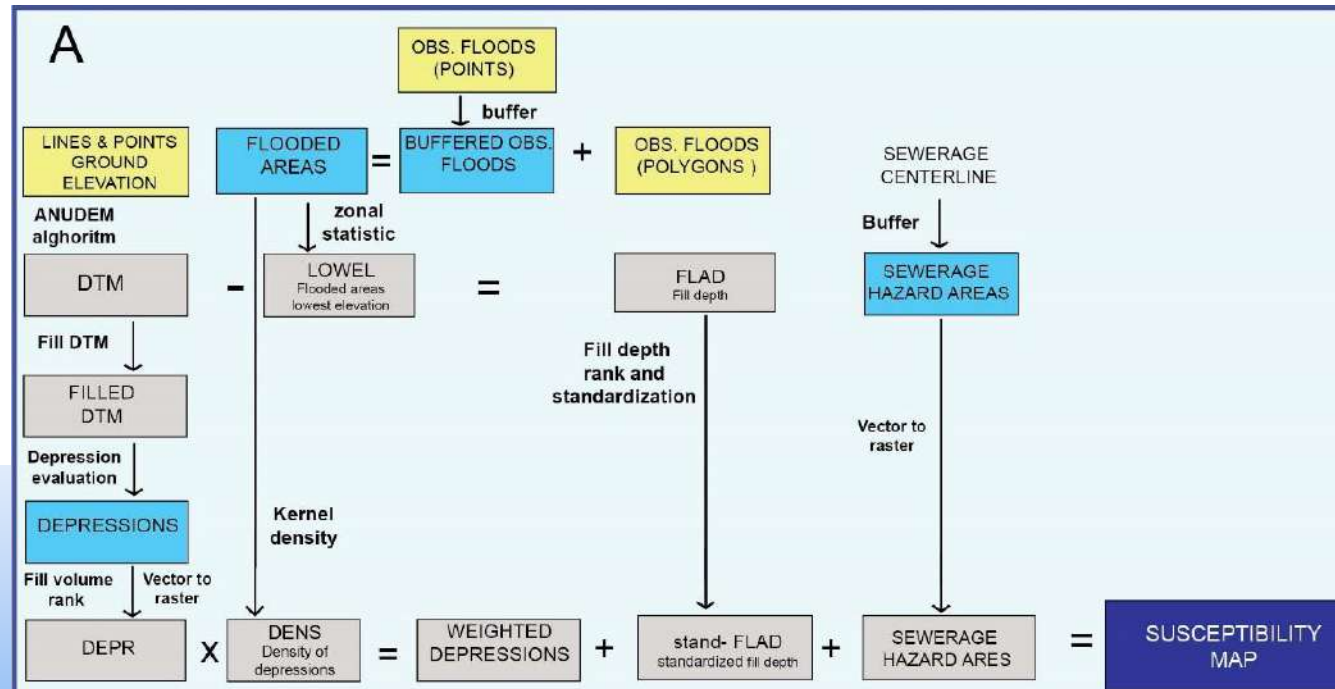 A
OBS. FLOODS
(POINTS)
buffer
LINES & POINTS
GROUND
ELEVATION
FLOODED
AREAS
=
BUFFERED OBS.
FLOODS
+
OBS. FLOODS
(POLYGONS )
SEWERAGE
CENTERLINE
ANUDEM
alghoritm
zonal
statistic
Buffer
DTM
-
LOWEL
Flooded areas
lowest elevation
=
FLAD
Fill depth
SEWERAGE
HAZARD AREAS
Fill DTM
Fill depth
rank and
standardization
FILLED
DTM
Vector to
raster
Depression
evaluation
DEPRESSIONS
Kernel
density
Fill volume
rank
Vector to
raster
DEPR
X
DENS
Density of
depressions
=
WEIGHTED
DEPRESSIONS
+
stand- FLAD
standardized fill depth
+
SEWERAGE
HAZARD ARES
=
SUSCEPTIBILITY
MAP